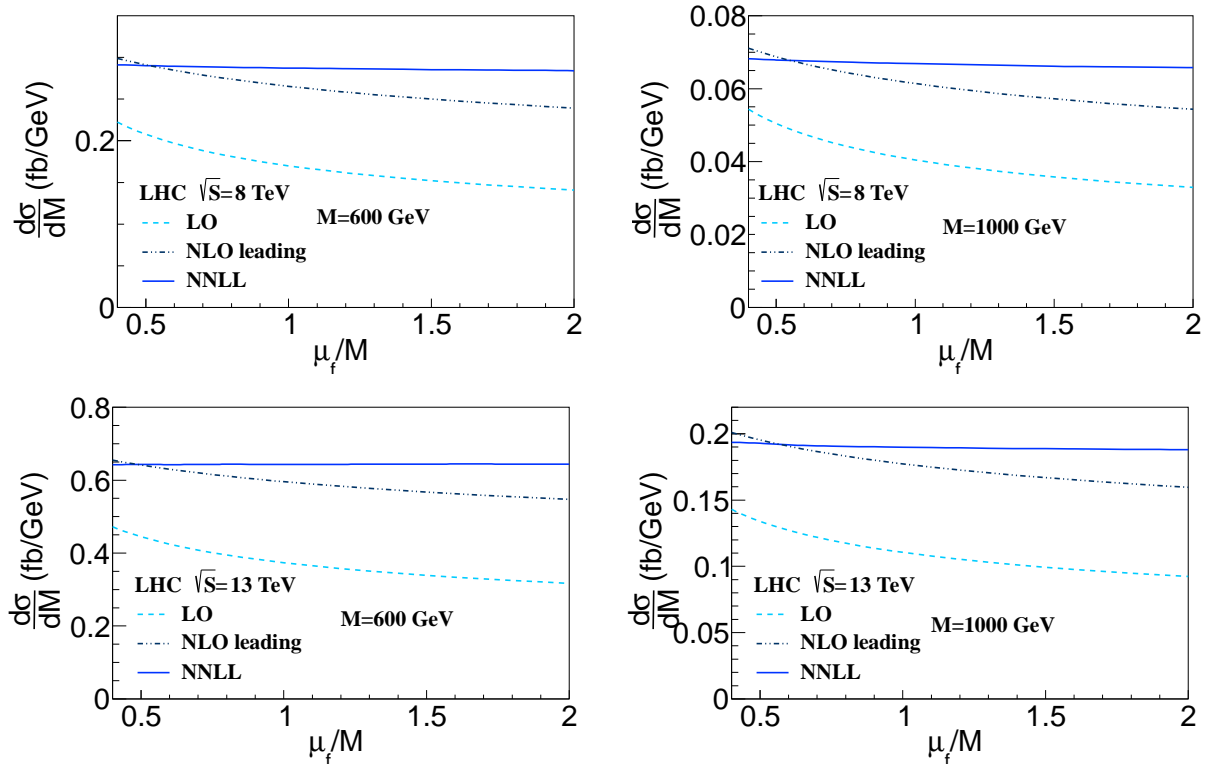 dσ/dM (fb/GeV)
0.2
0
LHC √S=8 TeV
LO
NLO leading
NNLL
M=600 GeV
0.5 1 1.5 2
μf/M
dσ/dM (fb/GeV)
0.08
0.06
0.04
0.02
0
LHC √S=8 TeV
LO
NLO leading
NNLL
M=1000 GeV
0.5 1 1.5 2
μf/M
dσ/dM (fb/GeV)
0.8
0.6
0.4
0.2
0
LHC √S=13 TeV
LO
NLO leading
NNLL
M=600 GeV
0.5 1 1.5 2
μf/M
dσ/dM (fb/GeV)
0.2
0.15
0.1
0.05
0
LHC √S=13 TeV
LO
NLO leading
NNLL
M=1000 GeV
0.5 1 1.5 2
μf/M